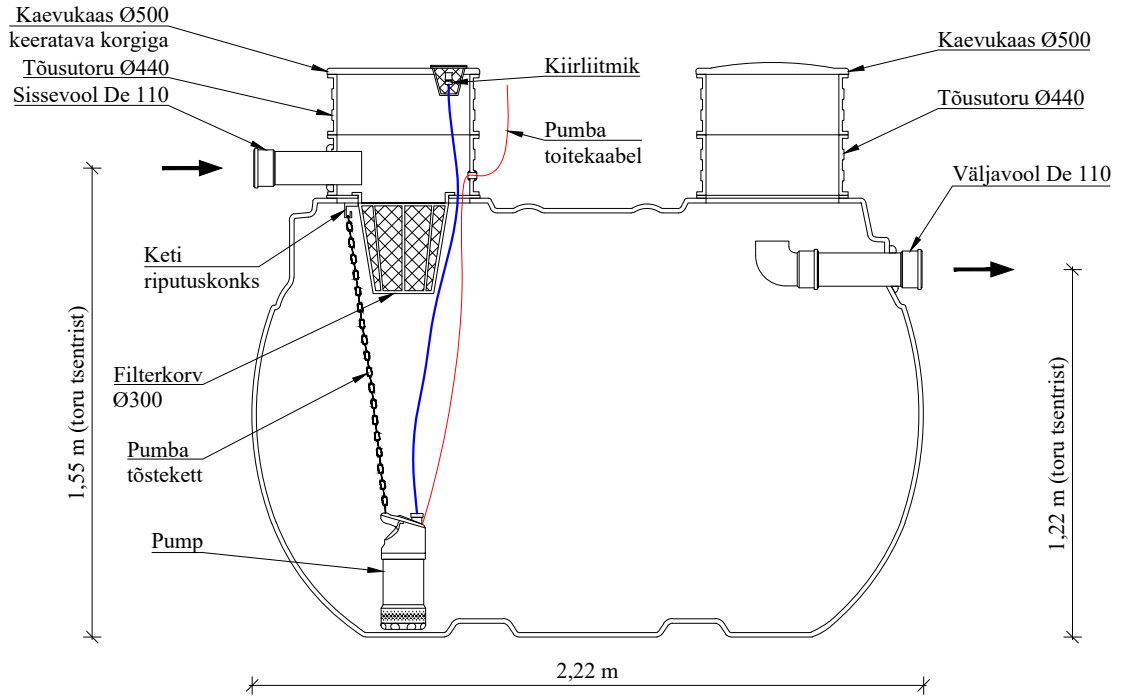 Kaevukaas Ø500
keeratava korgiga
Tõusutoru Ø440
Sissevool De 110
Kiirliitmik
Pumba
toitekaabel
Kaevukaas Ø500
Tõusutoru Ø440
Väljavool De 110
Keti
riputuskonks
Filterkorv
Ø300
Pumba
tõstekett
Pump
1,55 m (toru tsentrist)
1,22 m (toru tsentrist)
2,22 m